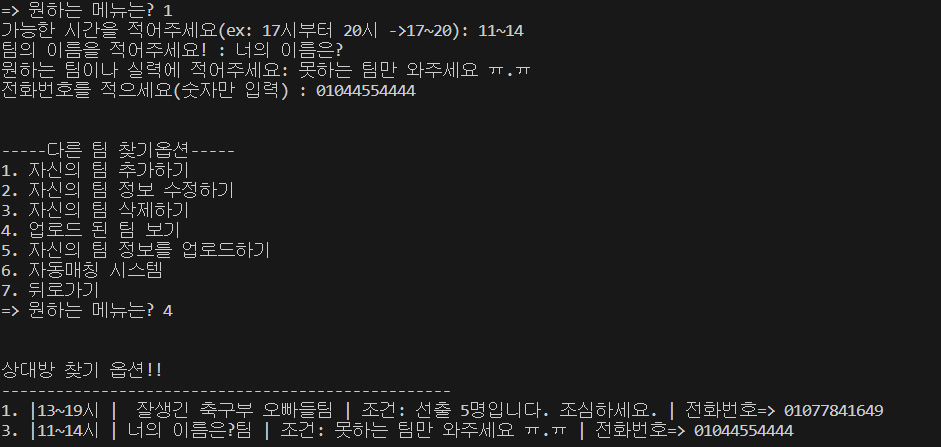 => 원하는 메뉴는? 1
가능한 시간을 적어주세요(ex: 17시부터 20시 ->17~20): 11~14
팀의 이름을 적어주세요! : 너의 이름은?
원하는 팀이나 실력에 적어주세요: 못하는 팀만 와주세요 ㅠ.ㅠ
전화번호를 적으세요(숫자만 입력) : 01044554444
-----다른 팀 찾기옵션-----
1. 자신의 팀 추가하기
2. 자신의 팀 정보 수정하기
3. 자신의 팀 삭제하기
4. 업로드 된 팀 보기
5. 자신의 팀 정보를 업로드하기
6. 자동매칭 시스템
7. 뒤로가기
=> 원하는 메뉴는? 4
상대방 찾기 옵션!!
--------------------------------------------------
1. |13~19시 |  잘생긴 축구부 오빠들팀 | 조건: 선출 5명입니다. 조심하세요. | 전화번호=> 01077841649
3. |11~14시 | 너의 이름은?팀 | 조건: 못하는 팀만 와주세요 ㅠ.ㅠ | 전화번호=> 01044554444